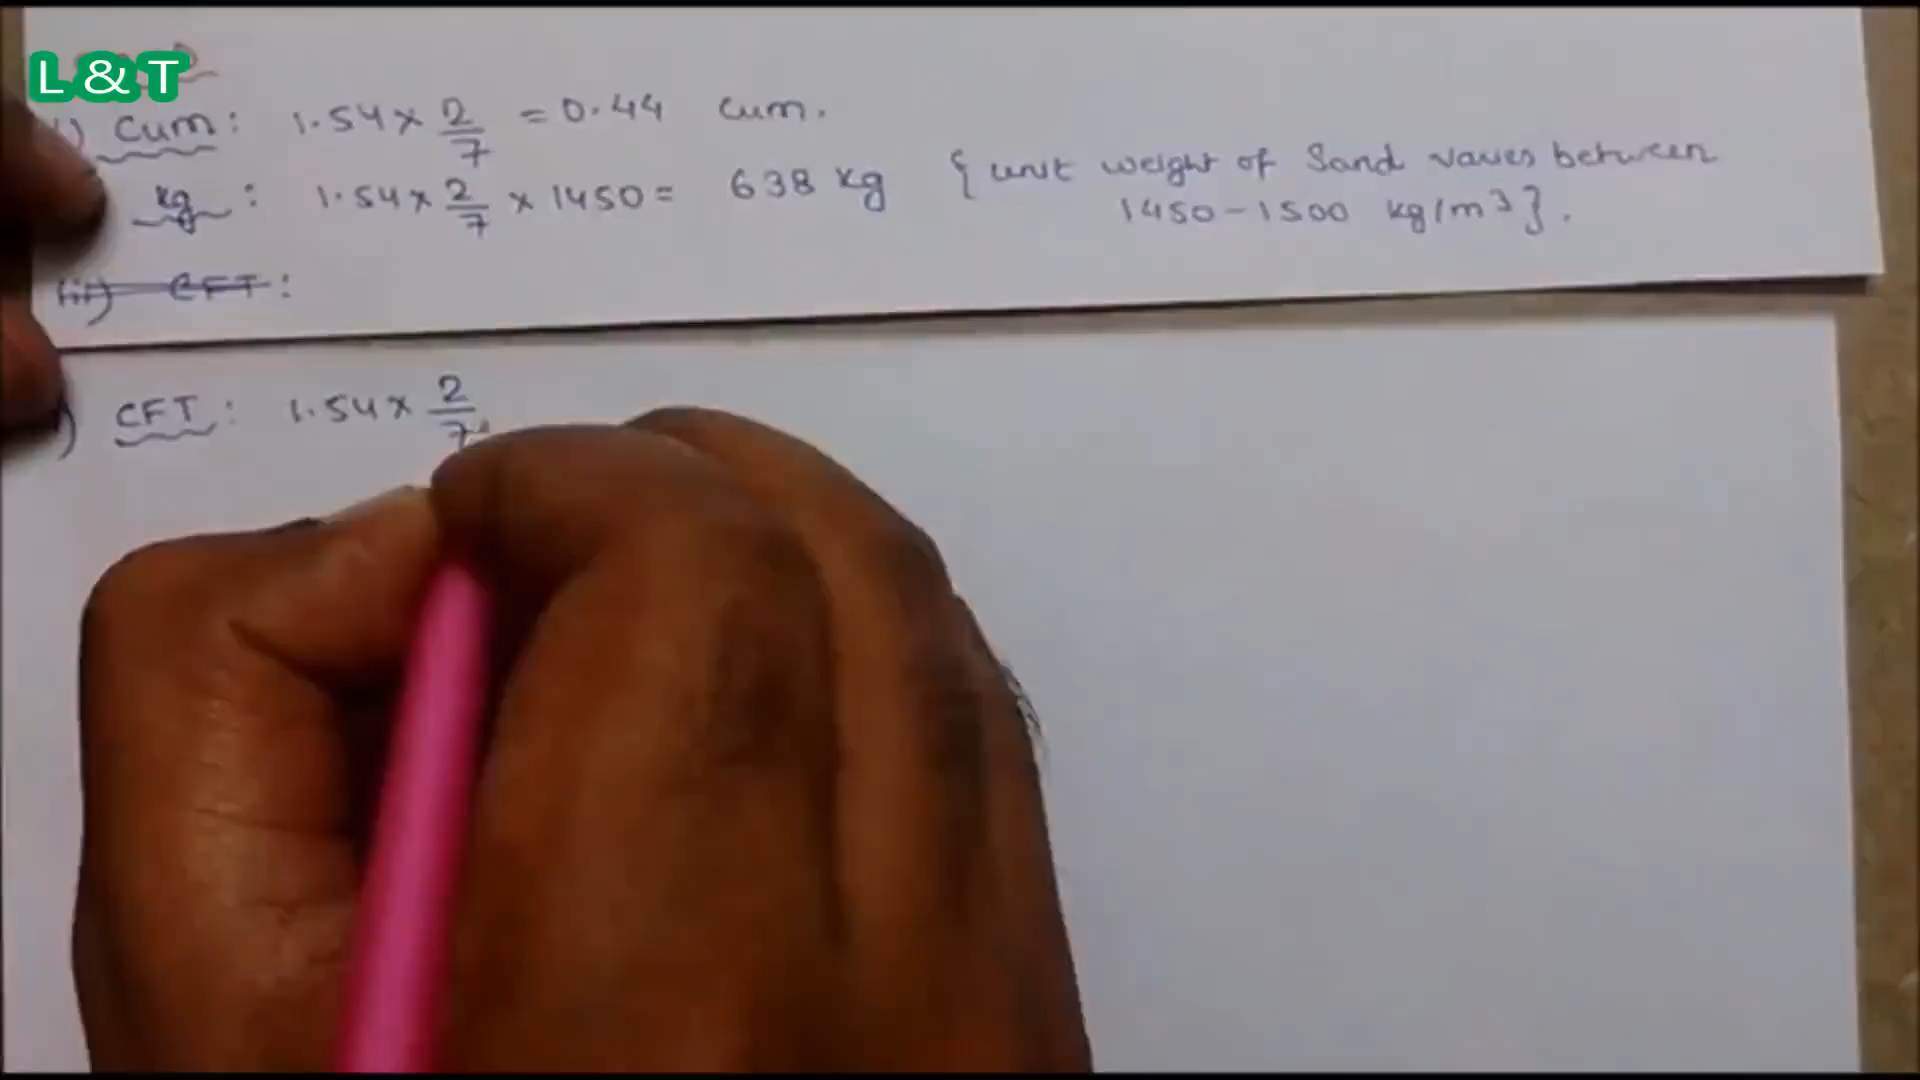 L&T
i) Cum: 1.54 × 2/7 = 0.44 cum.
kg: 1.54 × 2/7 × 1450 = 638 kg { unit weight of Sand varies between
1450-1500 kg/m³}.
(iii) CFT:
) CFT: 1.54 × 2/7